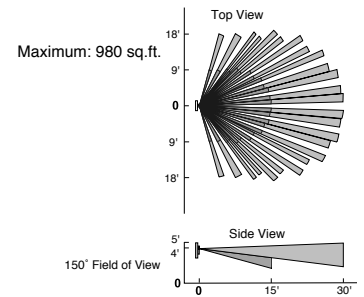 Top View
18'
Maximum: 980 sq.ft.
9'
0
9'
18'
Side View
5'
4'
150˚ Field of View
0
0 15' 30'